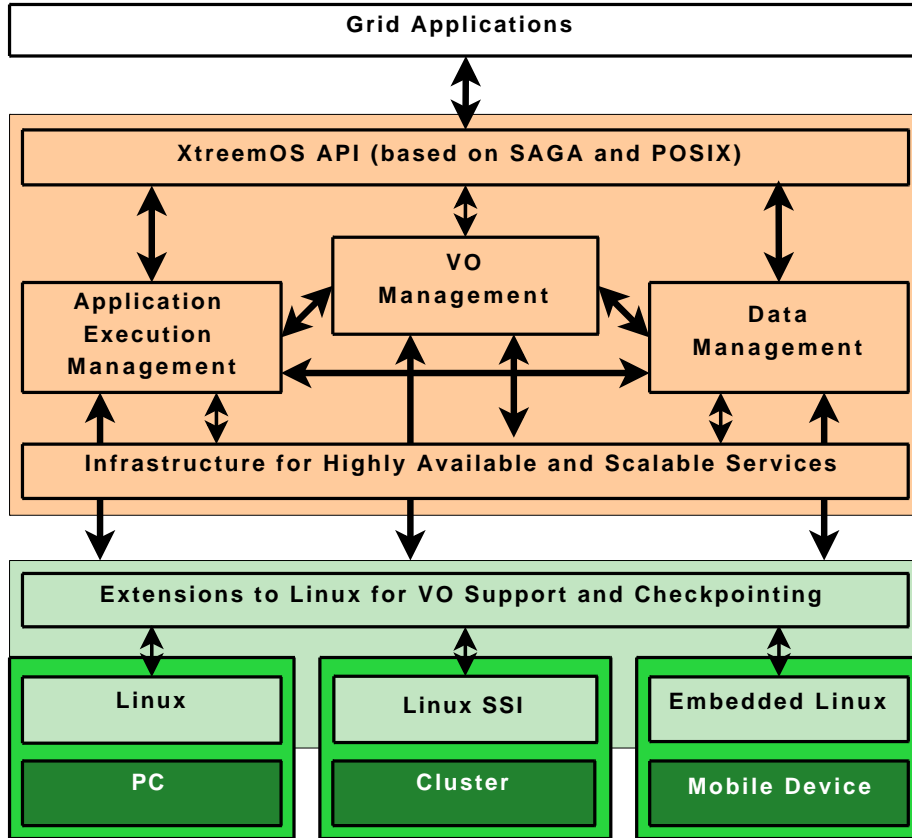 Grid Applications
XtreemOS API (based on SAGA and POSIX)
VO
Management
Application
Execution
Management
Data
Management
Infrastructure for Highly Available and Scalable Services
Extensions to Linux for VO Support and Checkpointing
Linux
Linux SSI
Embedded Linux
PC
Cluster
Mobile Device